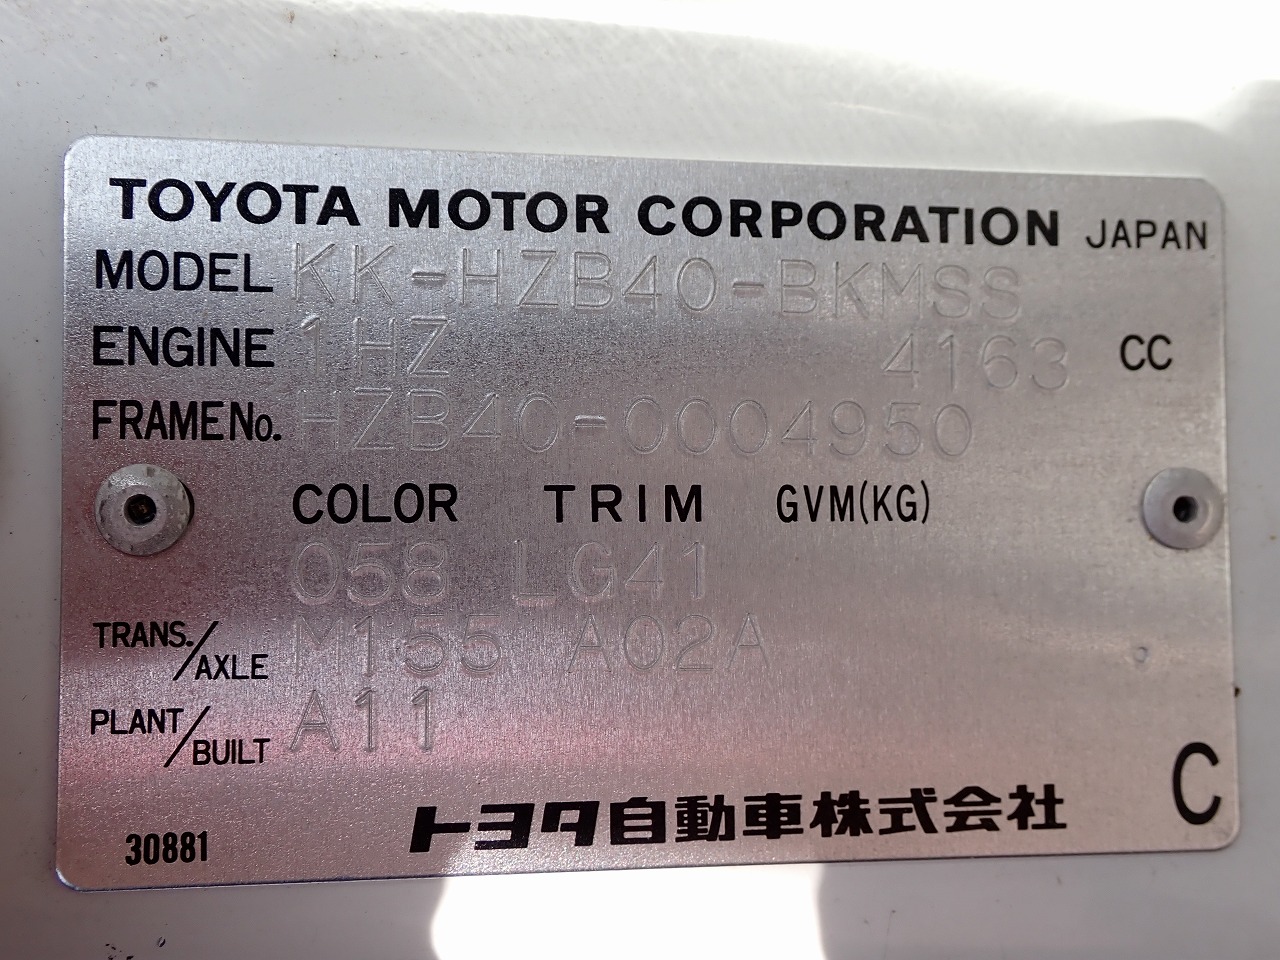 TOYOTA MOTOR CORPORATION JAPAN
MODEL KK-HZB40-BKMSS
ENGINE 1HZ 4163 CC
FRAME No. HZB40-0004950
COLOR TRIM GVM(KG)
058 LG41
TRANS./AXLE M155 A02A
PLANT/BUILT A11
トヨタ自動車株式会社 C
30881